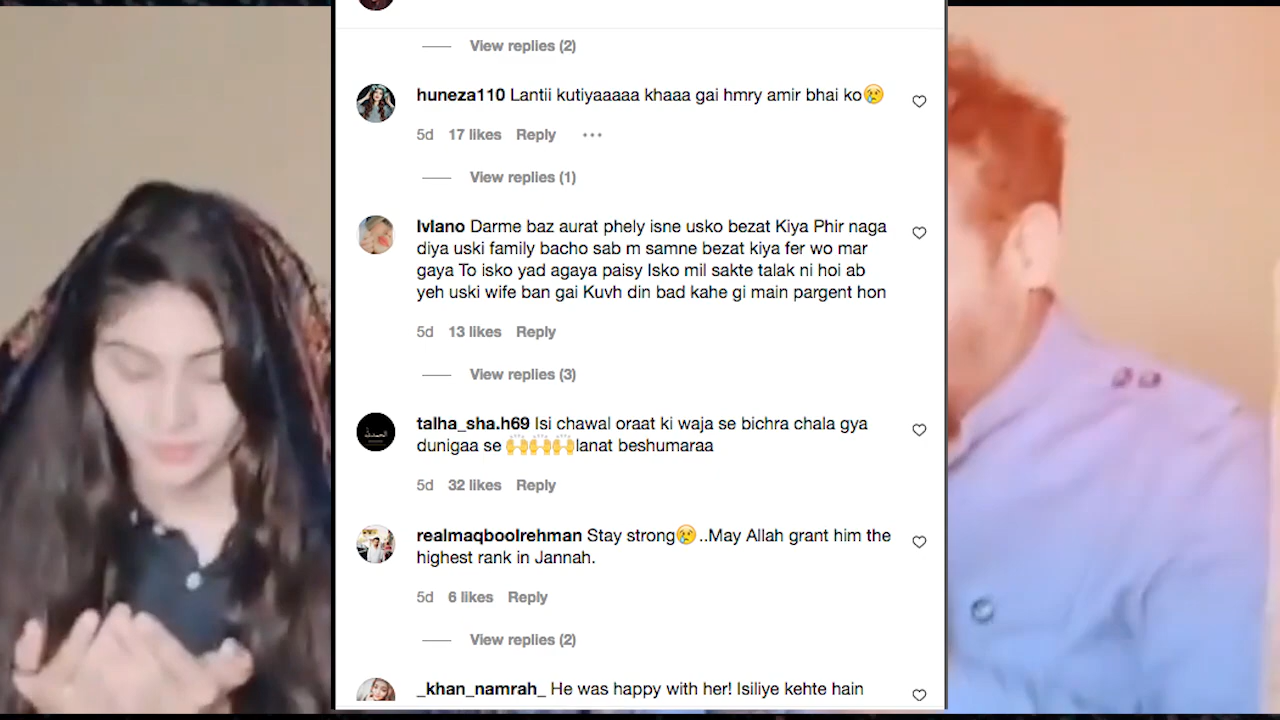 View replies (2)
huneza110 Lantii kutiyaaaaa khaaa gai hmry amir bhai ko😢
5d 17 likes Reply •••
View replies (1)
lvlano Darme baz aurat phely isne usko bezat Kiya Phir naga
diya uski family bacho sab m samne bezat kiya fer wo mar
gaya To isko yad agaya paisy Isko mil sakte talak ni hoi ab
yeh uski wife ban gai Kuvh din bad kahe gi main pargent hon
5d 13 likes Reply
View replies (3)
talha_sha.h69 Isi chawal oraat ki waja se bichra chala gya
dunigaa se 🙌🙌🙌lanat beshumaraa
5d 32 likes Reply
realmaqboolrehman Stay strong😢..May Allah grant him the
highest rank in Jannah.
5d 6 likes Reply
View replies (2)
_khan_namrah_ He was happy with her! Isiliye kehte hain